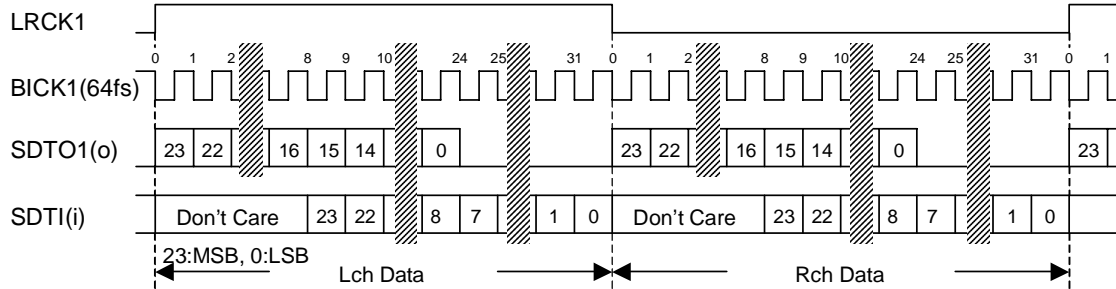 LRCK1
0 1 2 8 9 10 24 25 31 0 1 2 8 9 10 24 25 31 0 1
BICK1(64fs)
SDTO1(o) 23 22 16 15 14 0 23 22 16 15 14 0 23
SDTI(i) Don't Care 23 22 8 7 1 0 Don't Care 23 22 8 7 1 0
23:MSB, 0:LSB
Lch Data Rch Data